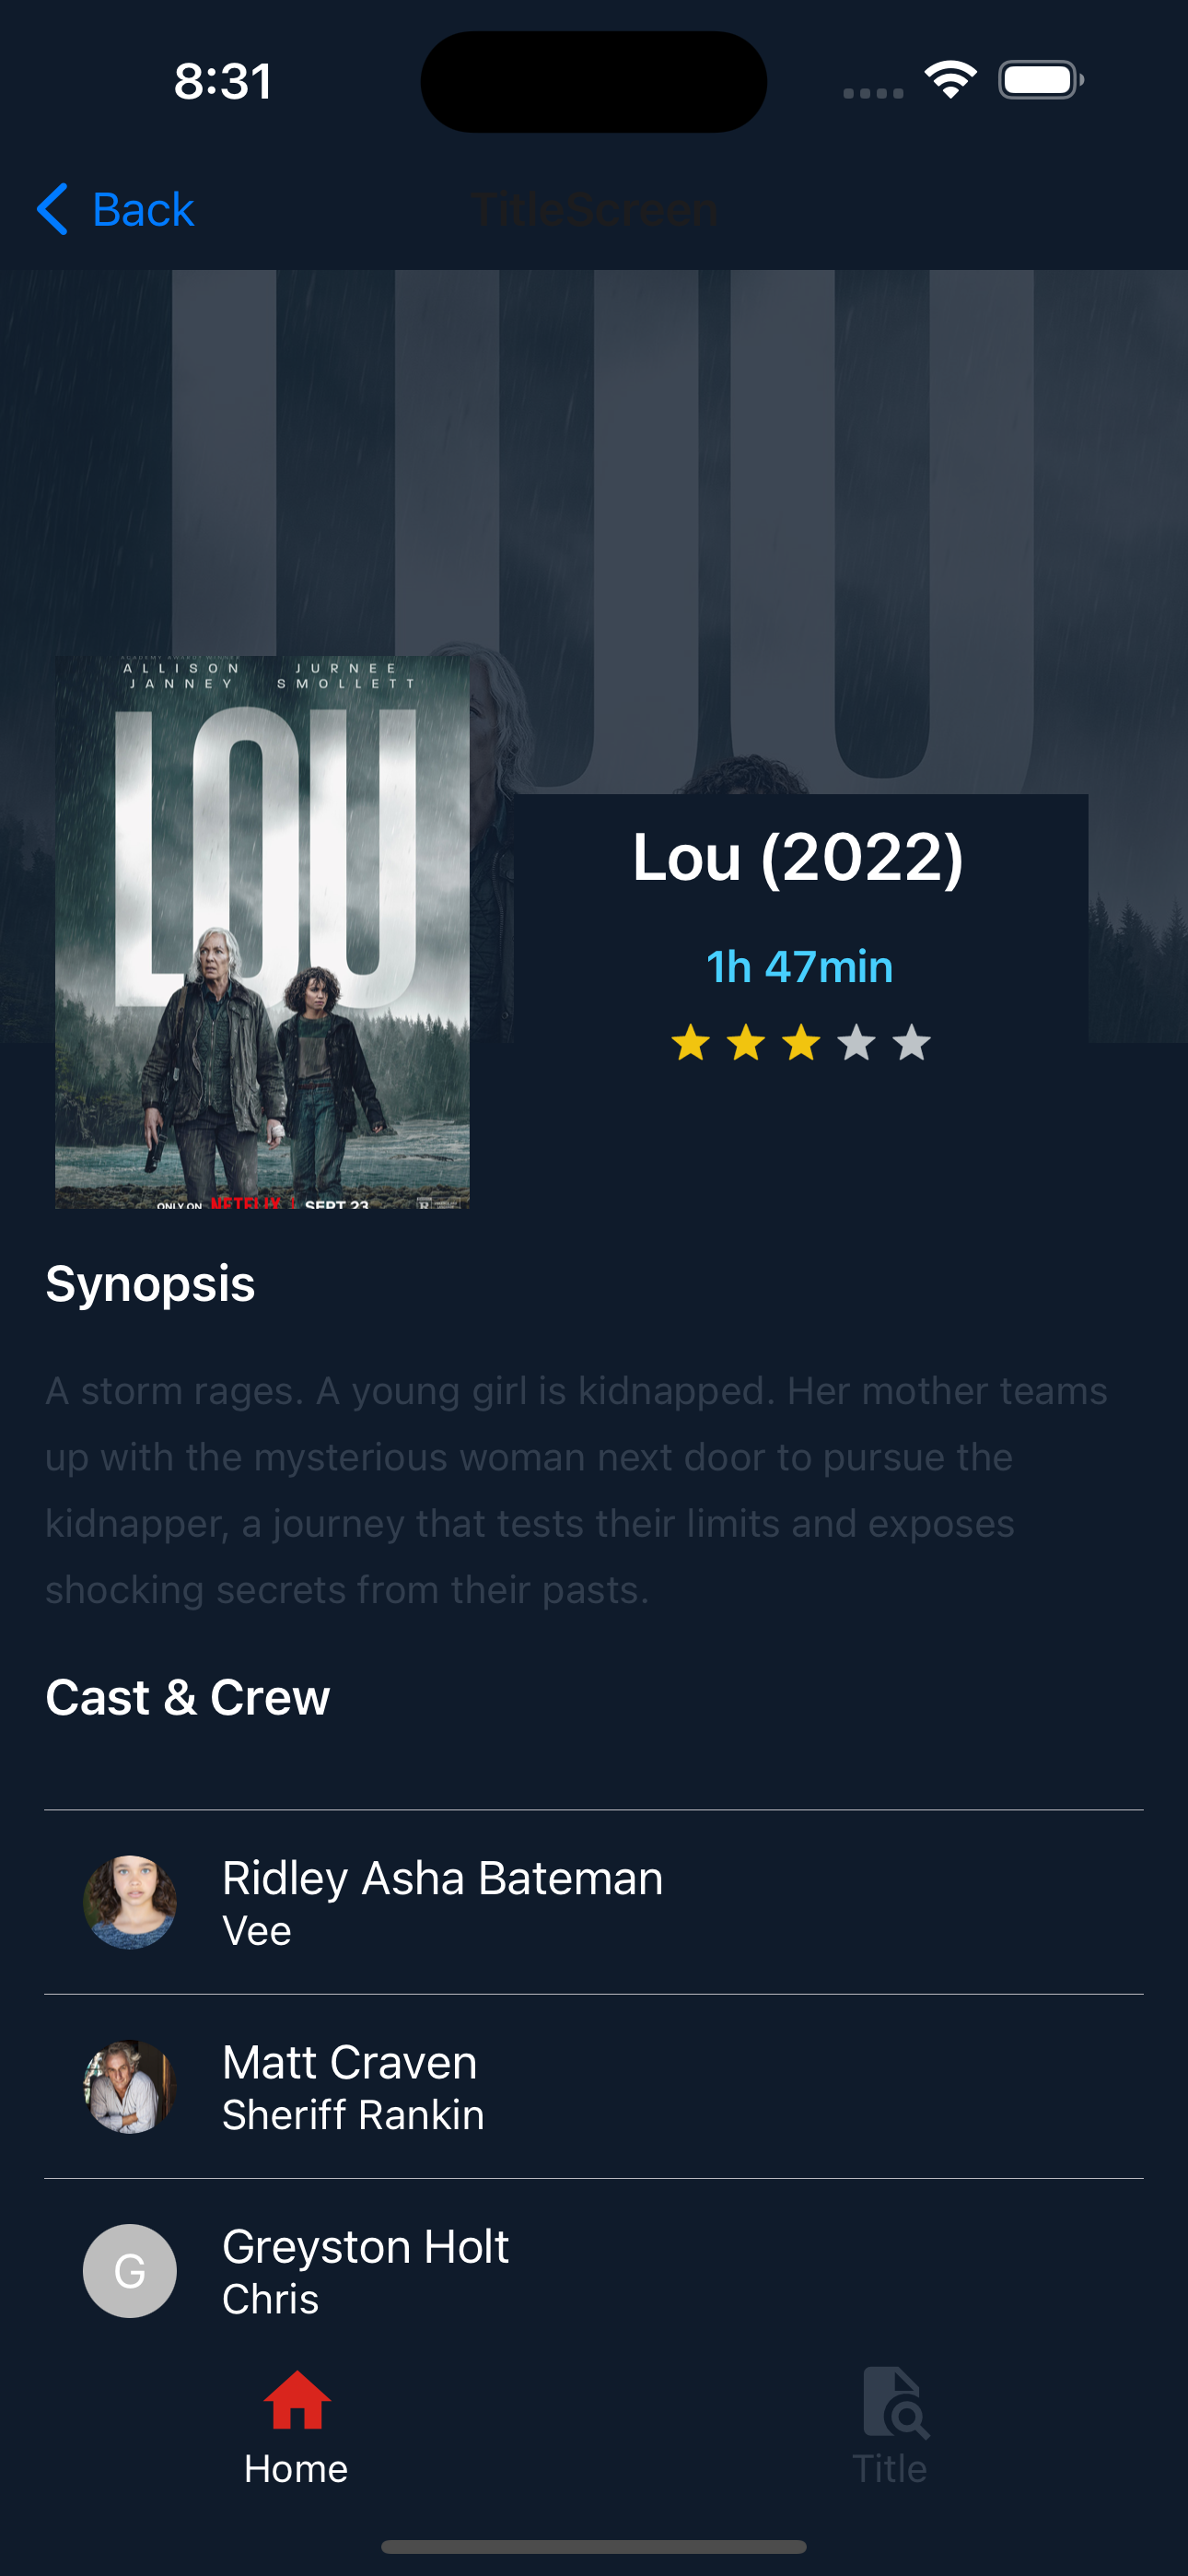 8:31
Back
TitleScreen
LOU
ALLISON JURNEE
JANNEY SMOLLETT
LOU
ONLY ON NETFLIX SEPT 23
Lou (2022)
1h 47min
Synopsis
A storm rages. A young girl is kidnapped. Her mother teams
up with the mysterious woman next door to pursue the
kidnapper, a journey that tests their limits and exposes
shocking secrets from their pasts.
Cast & Crew
Ridley Asha Bateman
Vee
Matt Craven
Sheriff Rankin
G
Greyston Holt
Chris
Home
Title